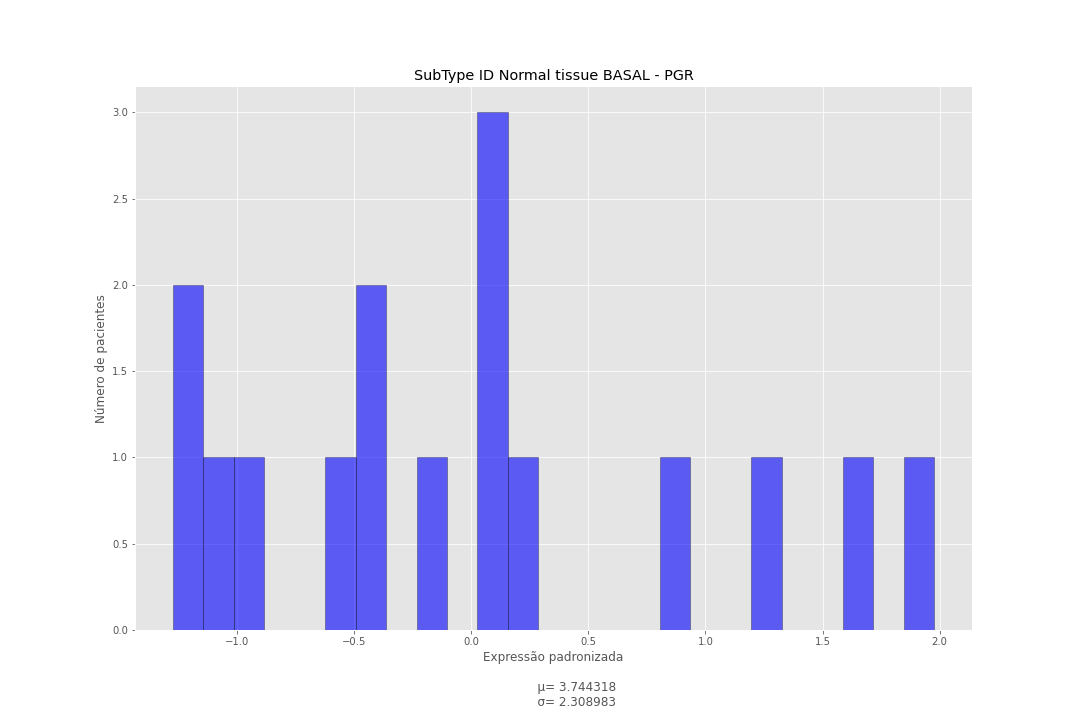 SubType ID Normal tissue BASAL - PGR
3.0
2.5
2.0
1.5
1.0
0.5
0.0
Número de pacientes
−1.0 −0.5 0.0 0.5 1.0 1.5 2.0
Expressão padronizada
μ= 3.744318
σ= 2.308983